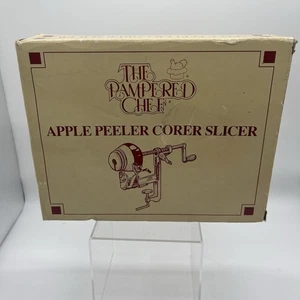 THE
PAMPERED
CHEF®
APPLE PEELER CORER SLICER